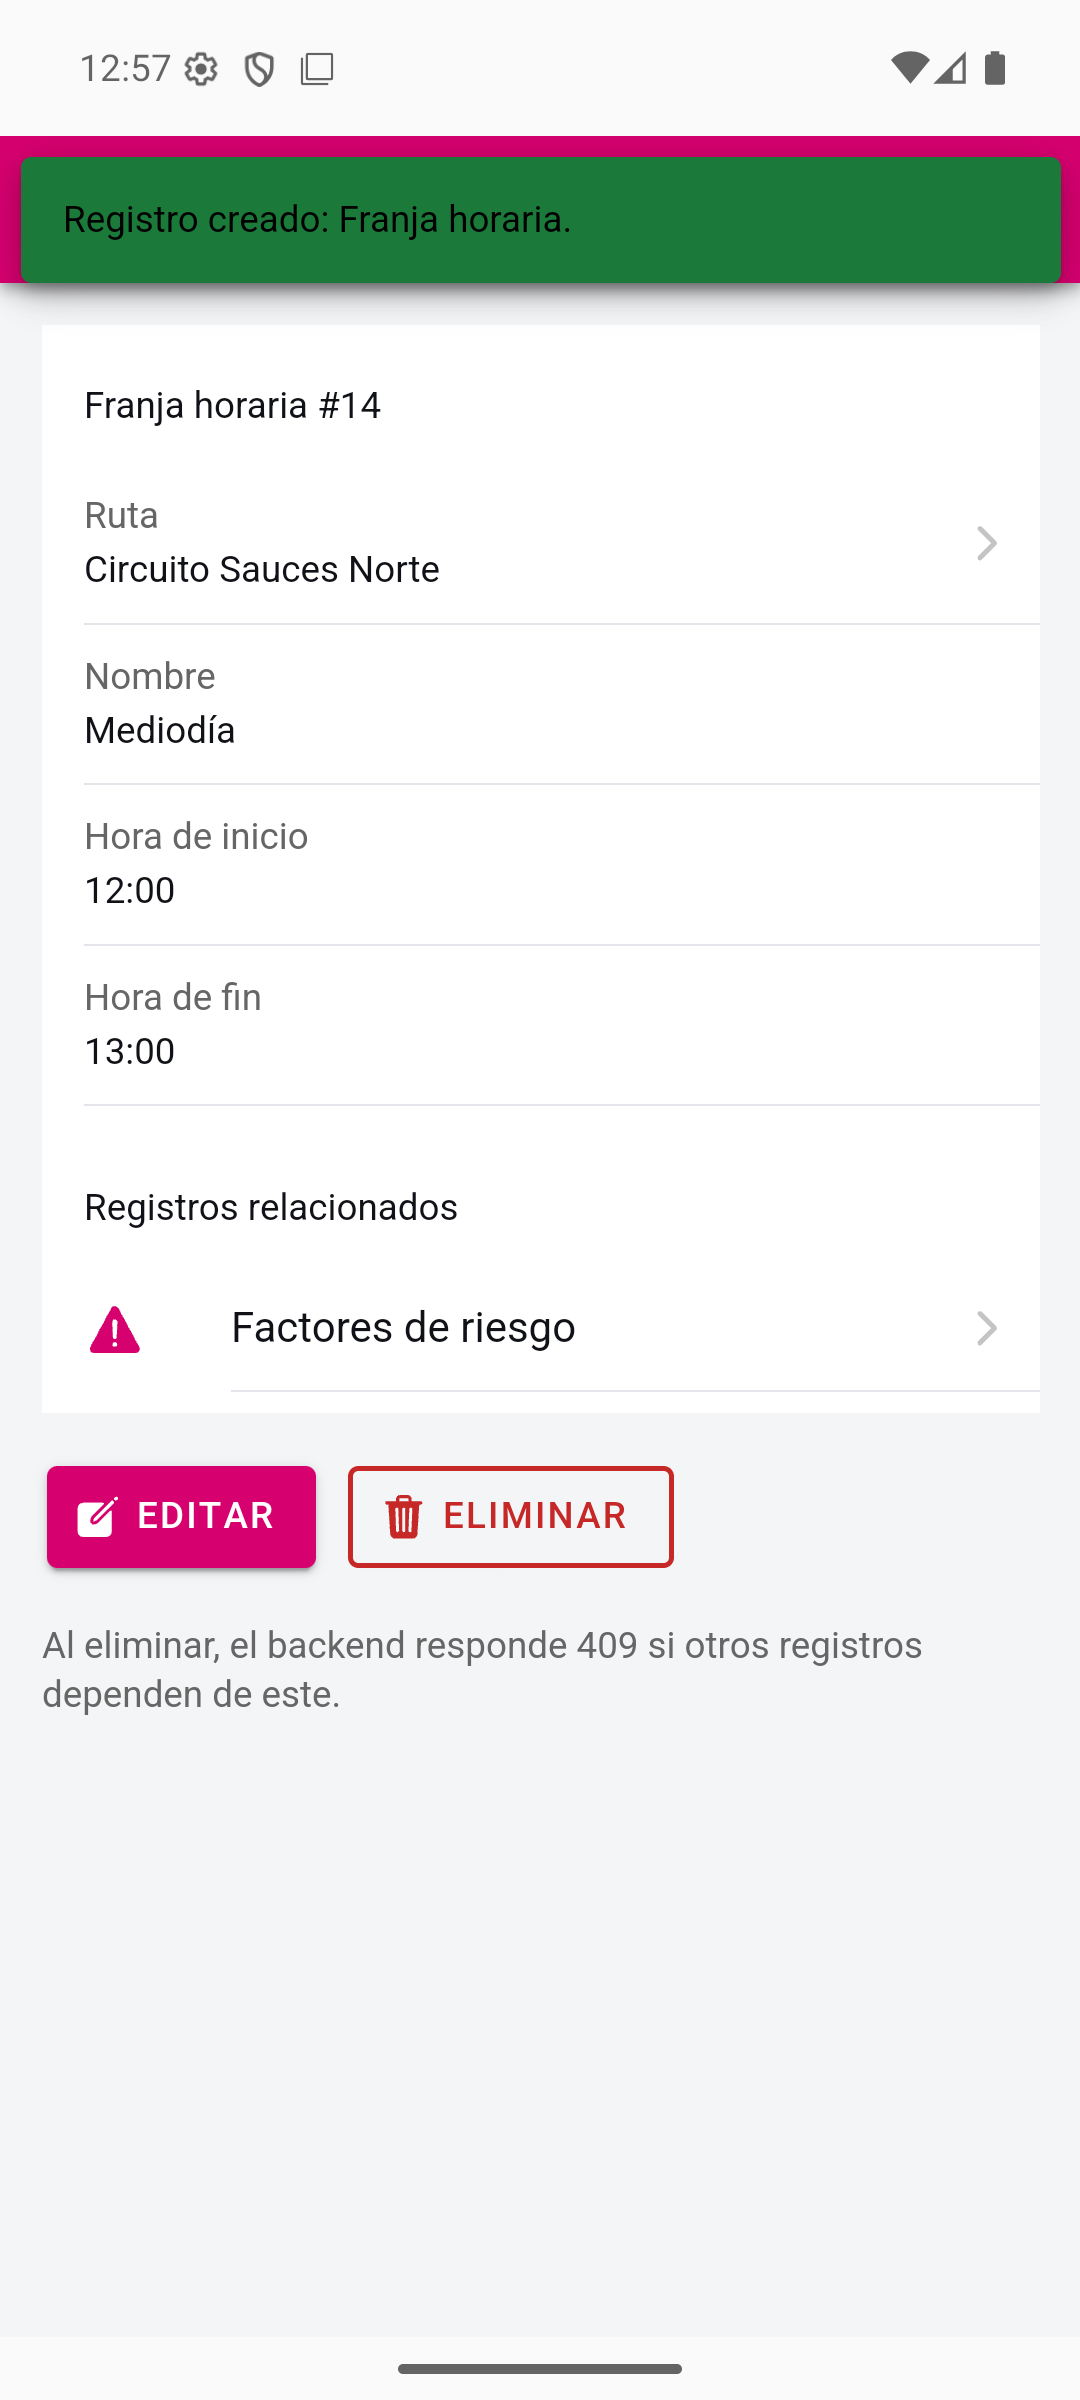 12:57
Registro creado: Franja horaria.
Franja horaria #14
Ruta
Circuito Sauces Norte
Nombre
Mediodía
Hora de inicio
12:00
Hora de fin
13:00
Registros relacionados
Factores de riesgo
EDITAR
ELIMINAR
Al eliminar, el backend responde 409 si otros registros
dependen de este.